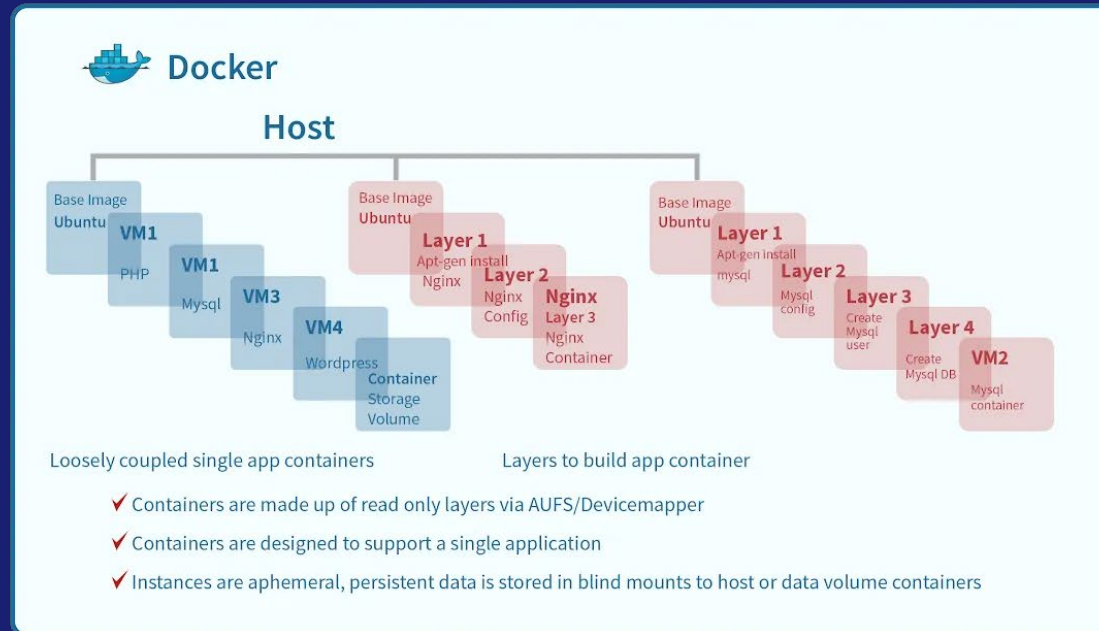 Docker
Host
Base Image
Ubuntu
VM1
PHP
VM1
Mysql
VM3
Nginx
VM4
Wordpress
Container
Storage
Volume
Base Image
Ubuntu
Layer 1
Apt-gen install
Nginx
Layer 2
Nginx
Config
Nginx
Layer 3
Nginx
Container
Base Image
Ubuntu
Layer 1
Apt-gen install
mysql
Layer 2
Mysql
config
Layer 3
Create
Mysql
user
Layer 4
Create
Mysql DB
VM2
Mysql
container
Loosely coupled single app containers
Layers to build app container
Containers are made up of read only layers via AUFS/Devicemapper
Containers are designed to support a single application
Instances are aphemeral, persistent data is stored in blind mounts to host or data volume containers